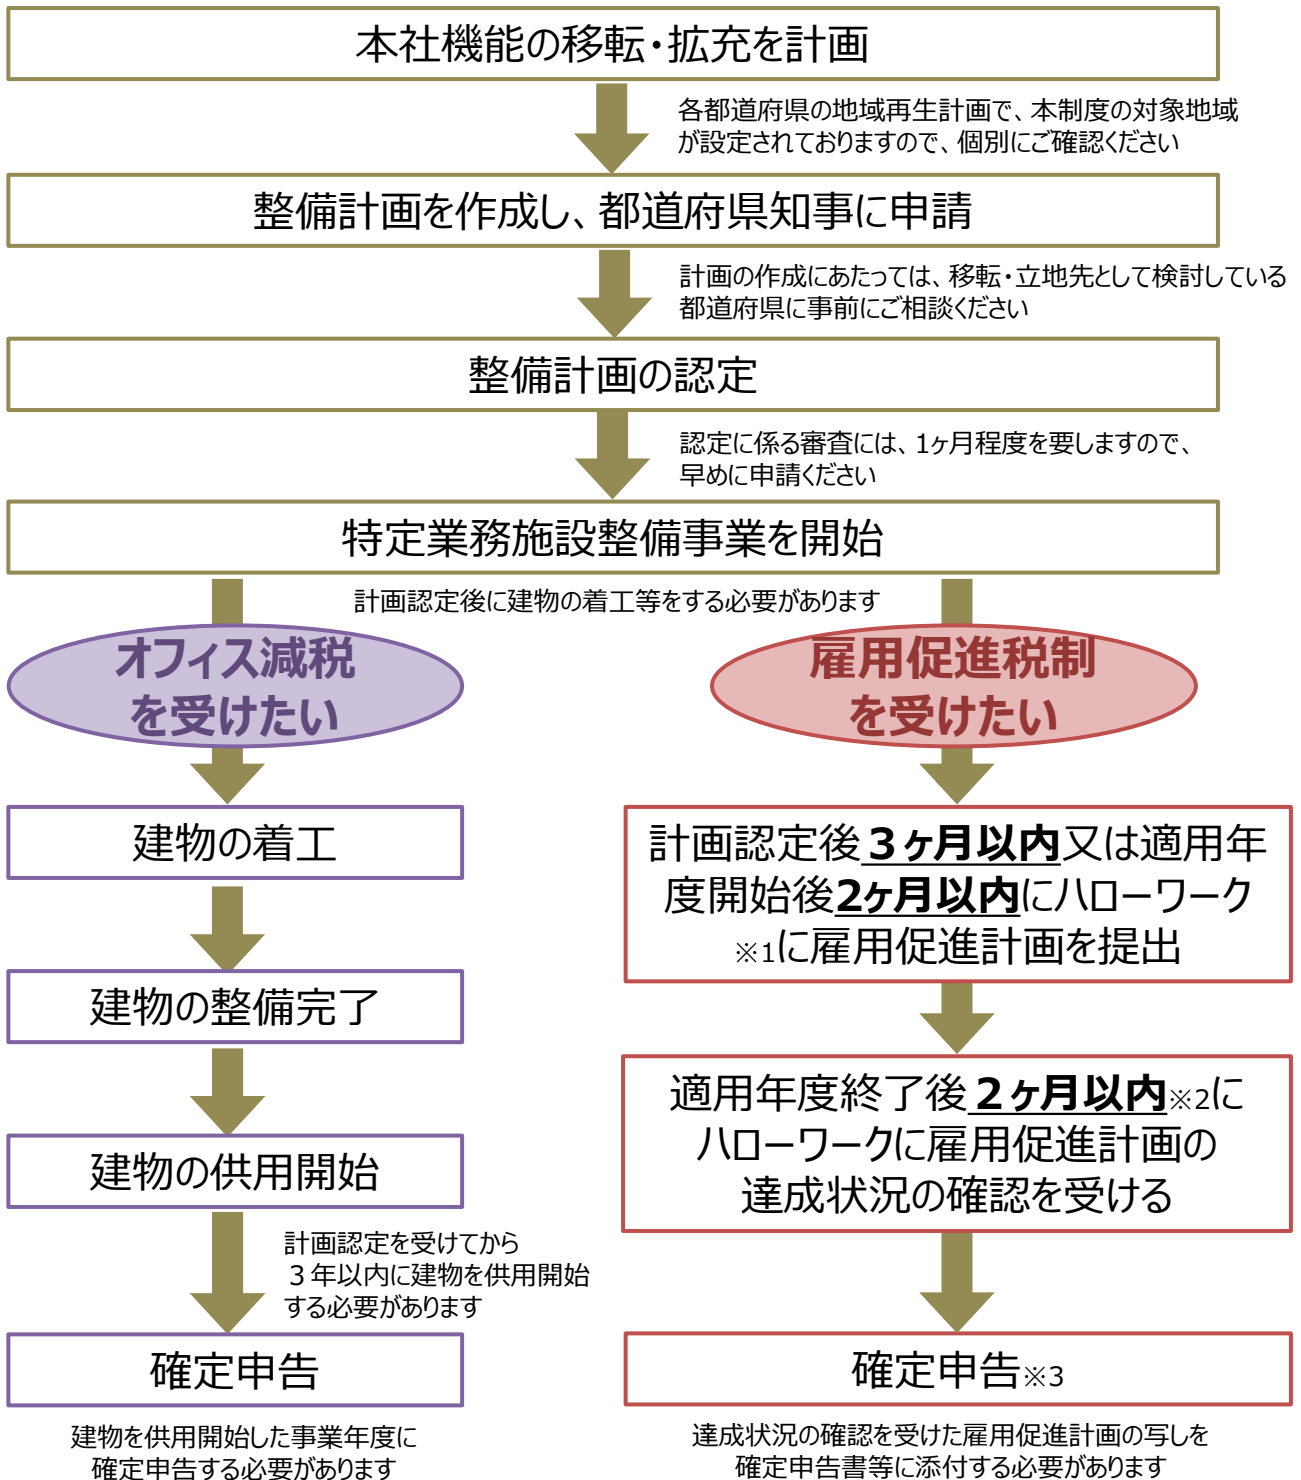 本社機能の移転・拡充を計画
各都道府県の地域再生計画で、本制度の対象地域
が設定されておりますので、個別にご確認ください
整備計画を作成し、都道府県知事に申請
計画の作成にあたっては、移転・立地先として検討している
都道府県に事前にご相談ください
整備計画の認定
認定に係る審査には、1ヶ月程度を要しますので、
早めに申請ください
特定業務施設整備事業を開始
計画認定後に建物の着工等をする必要があります
オフィス減税
を受けたい
建物の着工
建物の整備完了
建物の供用開始
計画認定を受けてから
３年以内に建物を供用開始
する必要があります
確定申告
建物を供用開始した事業年度に
確定申告する必要があります
雇用促進税制
を受けたい
計画認定後３ヶ月以内又は適用年
度開始後2ヶ月以内にハローワーク
※1に雇用促進計画を提出
適用年度終了後２ヶ月以内※2に
ハローワークに雇用促進計画の
達成状況の確認を受ける
確定申告※3
達成状況の確認を受けた雇用促進計画の写しを
確定申告書等に添付する必要があります